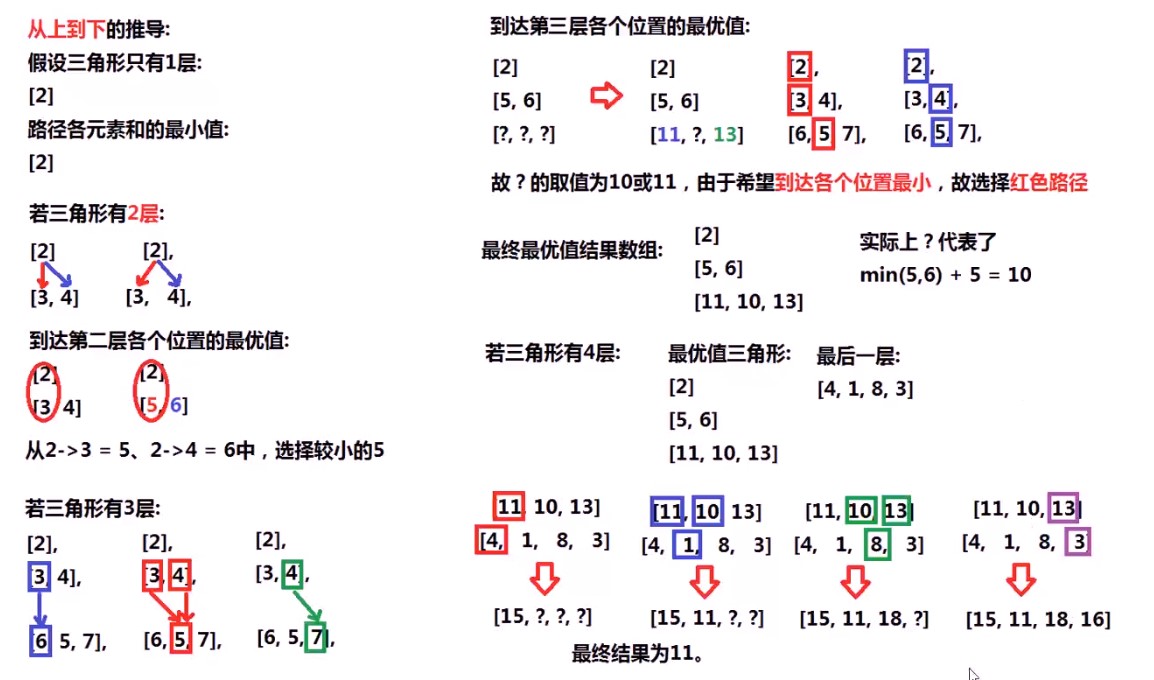 从上到下的推导:
假设三角形只有1层:
[2]
路径各元素和的最小值:
[2]
若三角形有2层:
[2] [2],
[3, 4] [3, 4],
到达第二层各个位置的最优值:
[2] [2]
[3, 4] [5, 6]
从2->3 = 5、2->4 = 6中，选择较小的5
若三角形有3层:
[2], [2], [2],
[3, 4], [3, 4], [3, 4],
[6, 5, 7], [6, 5, 7], [6, 5, 7],
到达第三层各个位置的最优值:
[2] [2] [2], [2],
[5, 6] [5, 6] [3, 4], [3, 4],
[?, ?, ?] [11, ?, 13] [6, 5, 7], [6, 5, 7],
故？的取值为10或11，由于希望到达各个位置最小，故选择红色路径
最终最优值结果数组:
[2]
[5, 6]
[11, 10, 13]
实际上？代表了
min(5,6) + 5 = 10
若三角形有4层:
最优值三角形:
[2]
[5, 6]
[11, 10, 13]
最后一层:
[4, 1, 8, 3]
[11, 10, 13] [11, 10, 13] [11, 10, 13] [11, 10, 13]
[4, 1, 8, 3] [4, 1, 8, 3] [4, 1, 8, 3] [4, 1, 8, 3]
[15, ?, ?, ?] [15, 11, ?, ?] [15, 11, 18, ?] [15, 11, 18, 16]
最终结果为11。